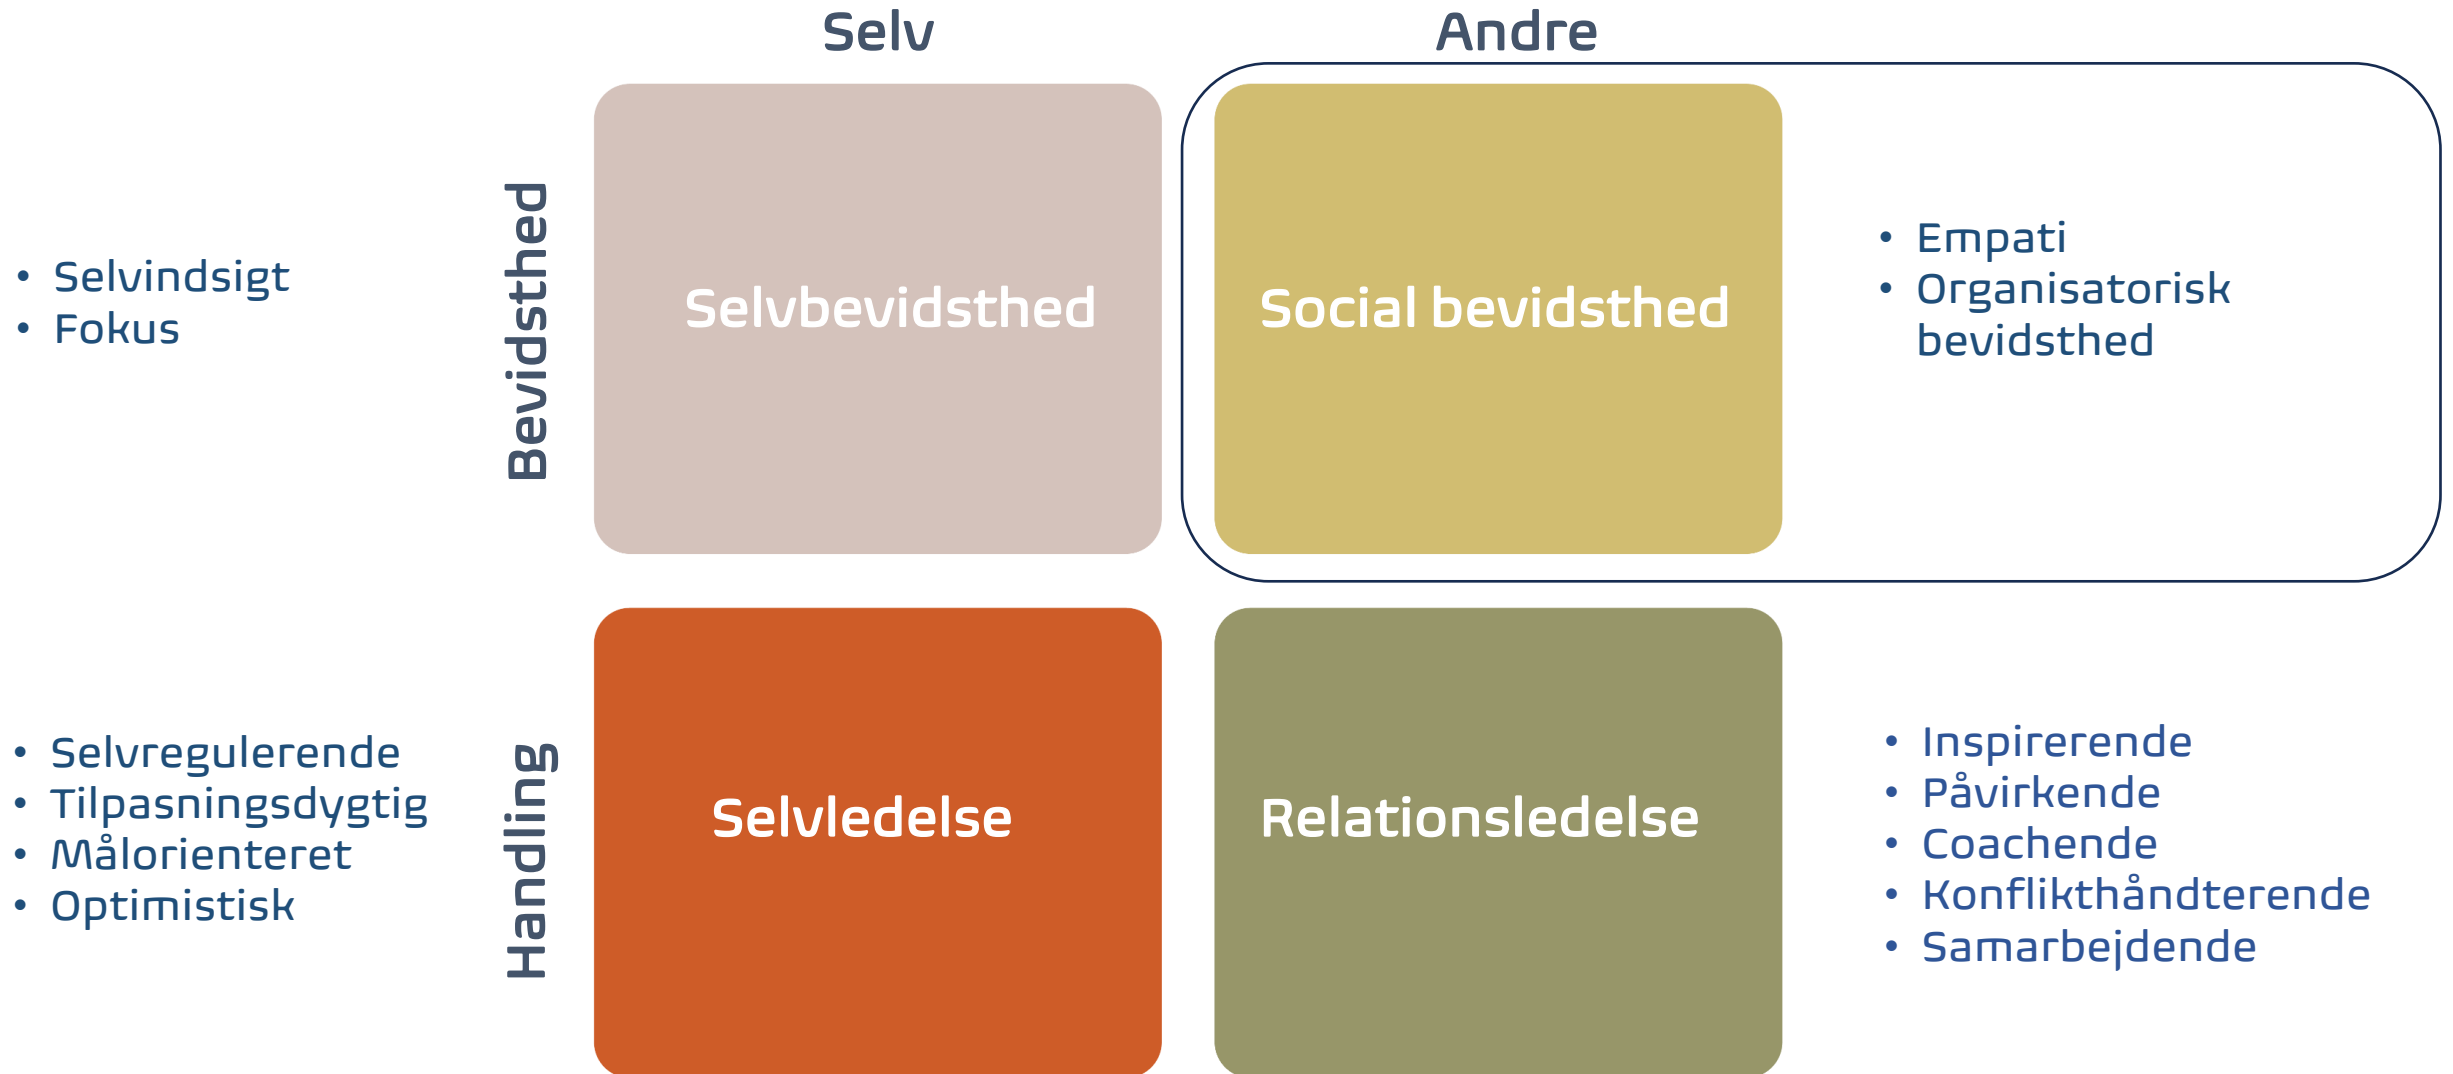 Selv
Andre
Bevidsthed
• Selvindsigt
• Fokus
Selvbevidsthed
Social bevidsthed
• Empati
• Organisatorisk
bevidsthed
Handling
• Selvregulerende
• Tilpasningsdygtig
• Målorienteret
• Optimistisk
Selvledelse
Relationsledelse
• Inspirerende
• Påvirkende
• Coachende
• Konflikthåndterende
• Samarbejdende